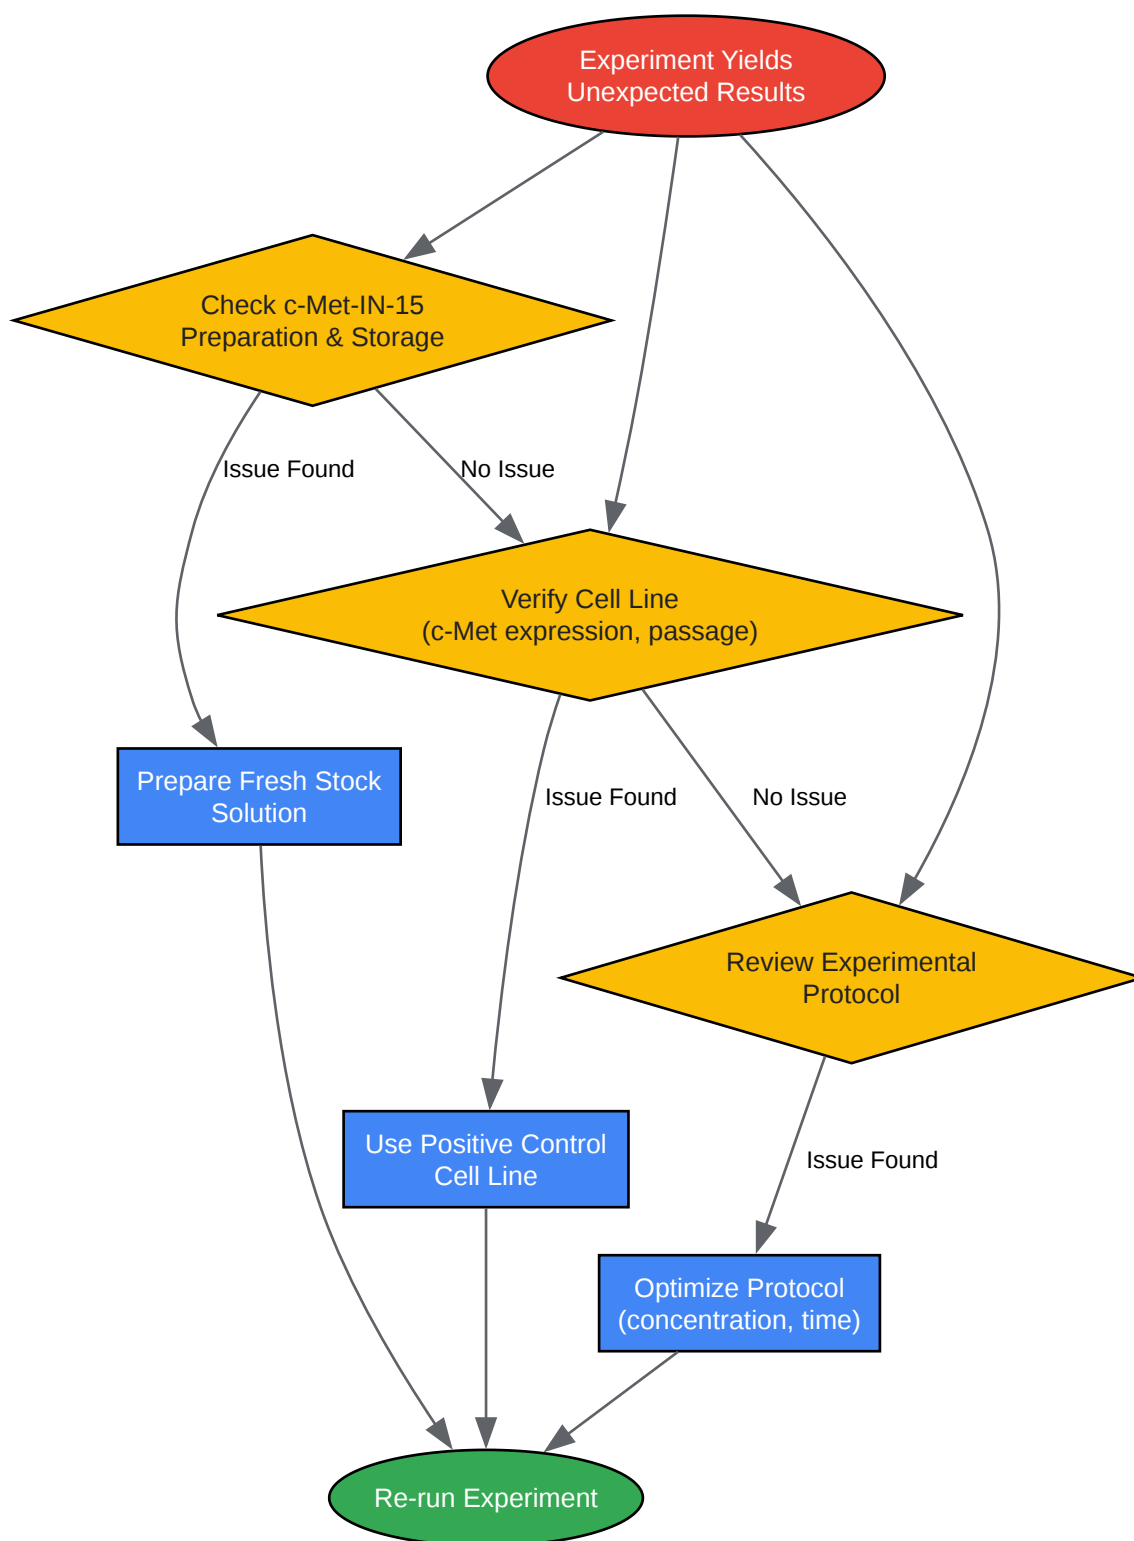 Experiment Yields
Unexpected Results
Check c-Met-IN-15
Preparation & Storage
Issue Found
No Issue
Verify Cell Line
(c-Met expression, passage)
Prepare Fresh Stock
Solution
Issue Found
No Issue
Review Experimental
Protocol
Use Positive Control
Cell Line
Issue Found
Optimize Protocol
(concentration, time)
Re-run Experiment